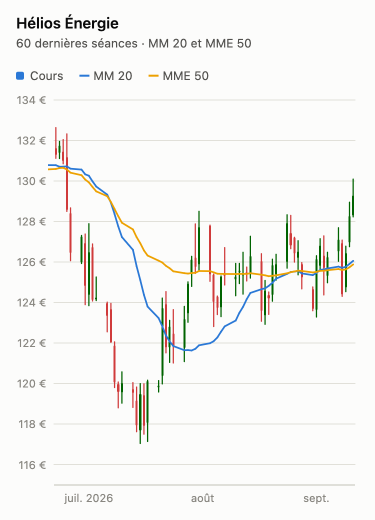 Hélios Énergie
60 dernières séances · MM 20 et MME 50
Cours MM 20 MME 50
134 €
132 €
130 €
128 €
126 €
124 €
122 €
120 €
118 €
116 €
juil. 2026 août sept.